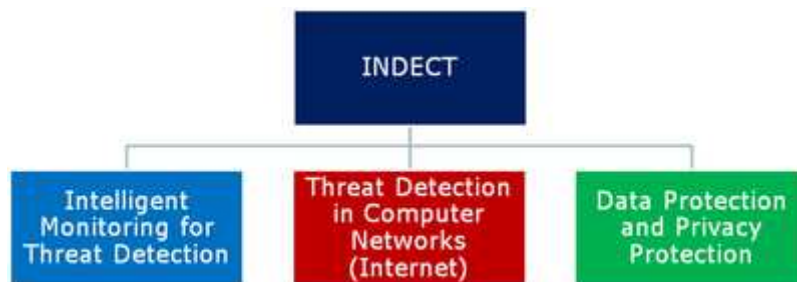 INDECT
Intelligent
Monitoring for
Threat Detection
Threat Detection
in Computer
Networks
(Internet)
Data Protection
and Privacy
Protection